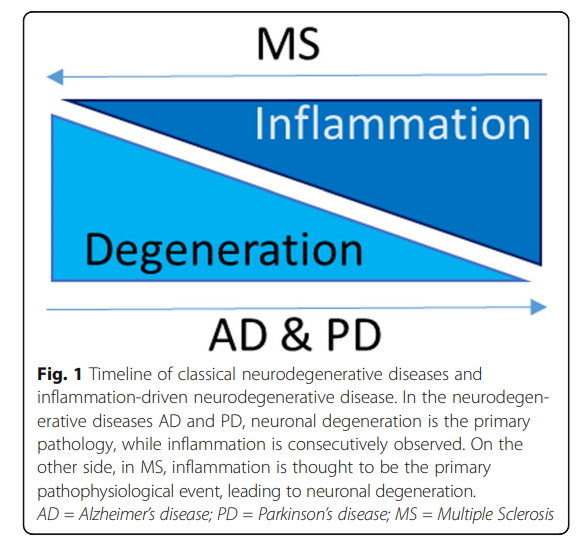 MS
Inflammation
Degeneration
AD & PD
Fig. 1 Timeline of classical neurodegenerative diseases and
inflammation-driven neurodegenerative disease. In the neurodegen-
erative diseases AD and PD, neuronal degeneration is the primary
pathology, while inflammation is consecutively observed. On the
other side, in MS, inflammation is thought to be the primary
pathophysiological event, leading to neuronal degeneration.
AD = Alzheimer's disease; PD = Parkinson's disease; MS = Multiple Sclerosis